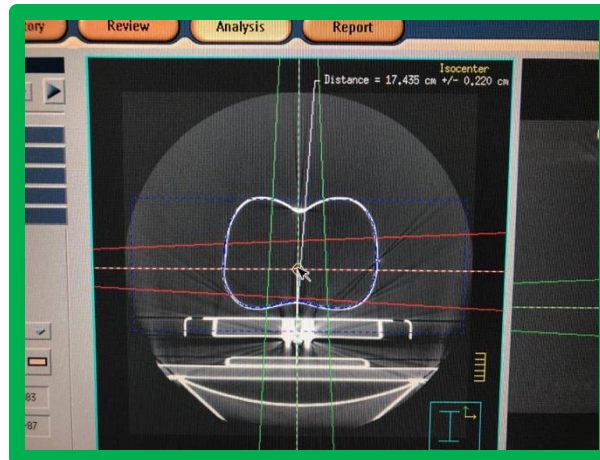 ory
Review
Analysis
Report
Isocenter
Distance = 17.435 cm +/- 0.220 cm
83
87